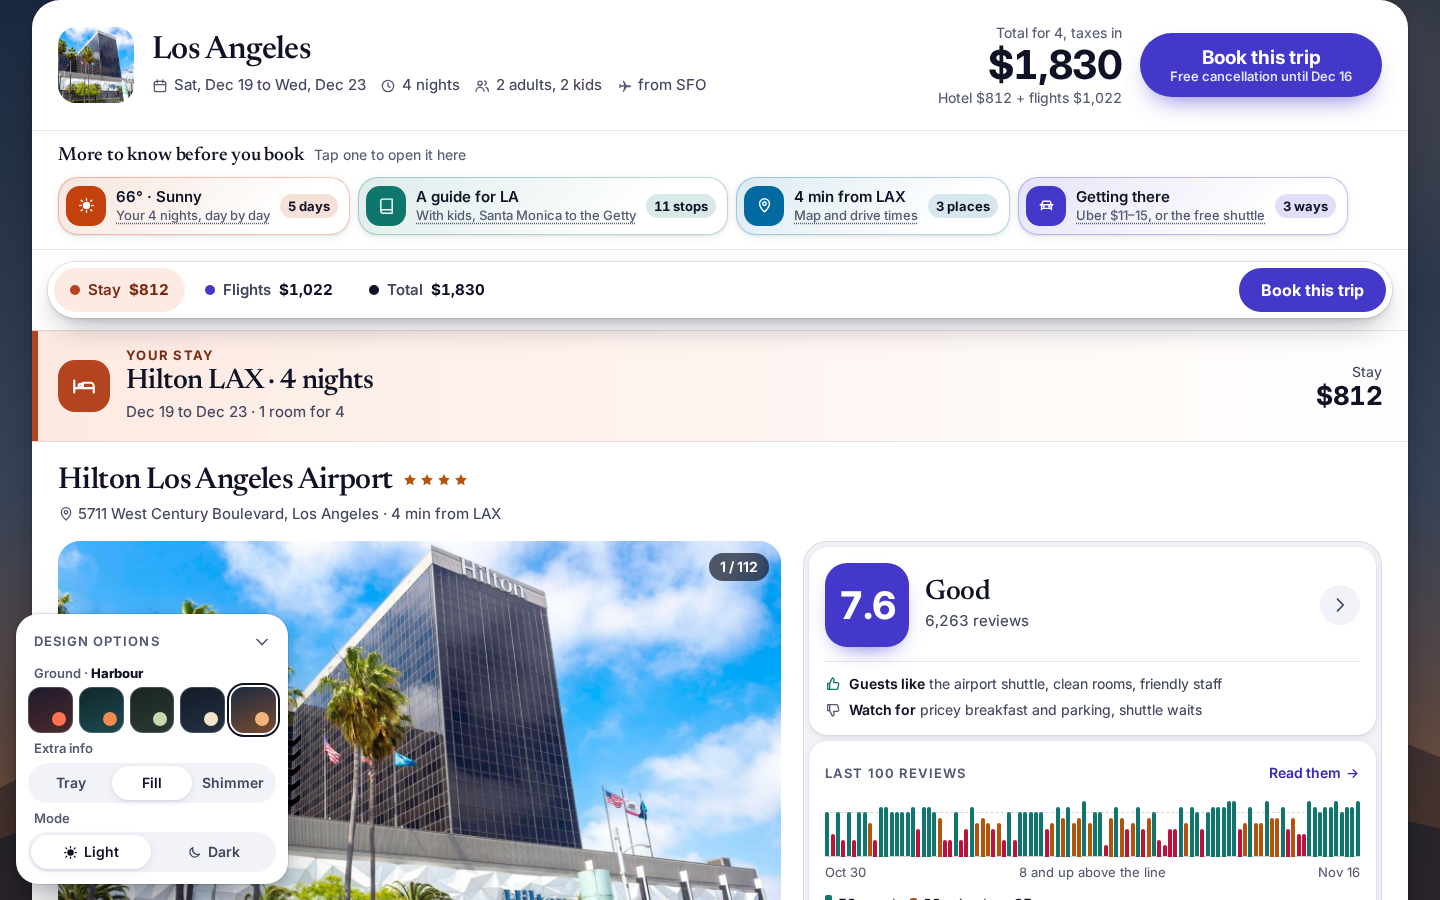 Los Angeles
Sat, Dec 19 to Wed, Dec 23 4 nights 2 adults, 2 kids from SFO
Total for 4, taxes in
$1,830
Hotel $812 + flights $1,022
Book this trip
Free cancellation until Dec 16
More to know before you book Tap one to open it here
66° · Sunny
Your 4 nights, day by day
5 days
A guide for LA
With kids, Santa Monica to the Getty
11 stops
4 min from LAX
Map and drive times
3 places
Getting there
Uber $11–15, or the free shuttle
3 ways
Stay $812 Flights $1,022 Total $1,830 Book this trip
YOUR STAY
Hilton LAX · 4 nights
Dec 19 to Dec 23 · 1 room for 4
Stay
$812
Hilton Los Angeles Airport
5711 West Century Boulevard, Los Angeles · 4 min from LAX
1 / 112
Hilton
7.6
Good
6,263 reviews
Guests like the airport shuttle, clean rooms, friendly staff
Watch for pricey breakfast and parking, shuttle waits
LAST 100 REVIEWS Read them →
Oct 30 8 and up above the line Nov 16
DESIGN OPTIONS
Ground · Harbour
Extra info
Tray Fill Shimmer
Mode
Light Dark